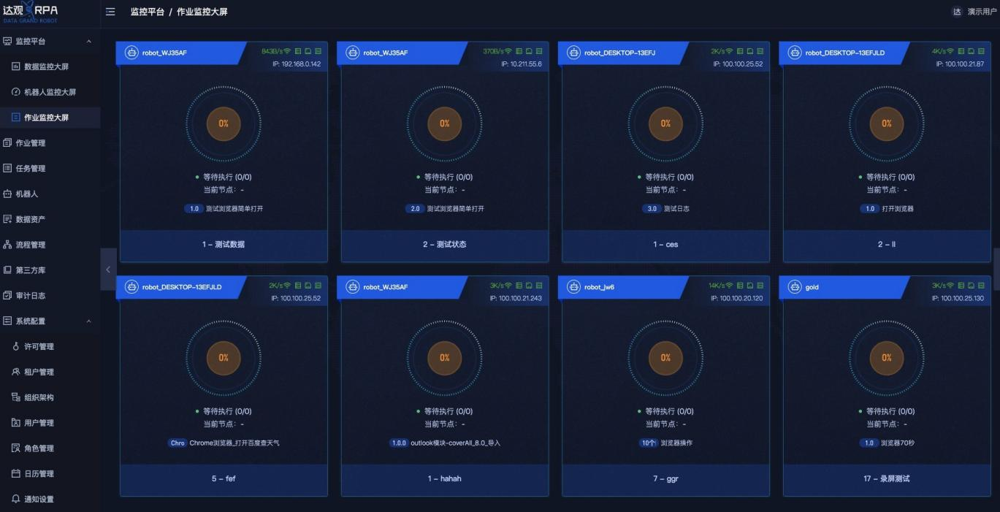 达观 RPA
DATA GRAND ROBOT
监控平台 / 作业监控大屏
达 演示用户
监控平台
数据监控大屏
机器人监控大屏
作业监控大屏
作业管理
任务管理
机器人
数据资产
流程管理
第三方库
审计日志
系统配置
许可管理
租户管理
组织架构
用户管理
角色管理
日历管理
通知设置
robot_WJ35AF
843B/s
IP: 192.168.0.142
0%
等待执行 (0/0)
当前节点: -
1.0 测试浏览器简单打开
1 - 测试数据
robot_WJ35AF
370B/s
IP: 10.211.55.6
0%
等待执行 (0/0)
当前节点: -
2.0 测试浏览器简单打开
2 - 测试状态
robot_DESKTOP-13EFJ
2K/s
IP: 100.100.25.52
0%
等待执行 (0/0)
当前节点: -
3.0 测试日志
1 - ces
robot_DESKTOP-13EFJLD
4K/s
IP: 100.100.21.87
0%
等待执行 (0/0)
当前节点: -
1.0 打开浏览器
2 - ll
robot_DESKTOP-13EFJLD
2K/s
IP: 100.100.25.52
0%
等待执行 (0/0)
当前节点: -
Chro Chrome浏览器_打开百度查天气
5 - fef
robot_WJ35AF
3K/s
IP: 100.100.21.243
0%
等待执行 (0/0)
当前节点: -
1.0.0 outlook模块-coverAll_8.0_导入
1 - hahah
robot_jw6
14K/s
IP: 100.100.20.120
0%
等待执行 (0/0)
当前节点: -
10个 浏览器操作
7 - ggr
gold
3K/s
IP: 100.100.25.130
0%
等待执行 (0/0)
当前节点: -
1.0 浏览器70秒
17 - 录屏测试